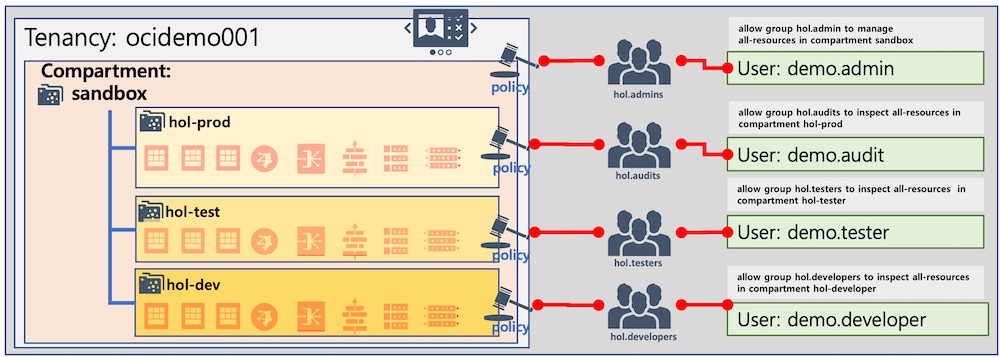 Tenancy: ocidemo001
Compartment:
sandbox
policy
hol.admins
allow group hol.admin to manage
all-resources in compartment sandbox
User: demo.admin
hol-prod
policy
hol.audits
allow group hol.audits to inspect all-resources in
compartment hol-prod
User: demo.audit
hol-test
policy
hol.testers
allow group hol.testers to inspect all-resources in
compartment hol-tester
User: demo.tester
hol-dev
policy
hol.developers
allow group hol.developers to inspect all-resources
in compartment hol-developer
User: demo.developer